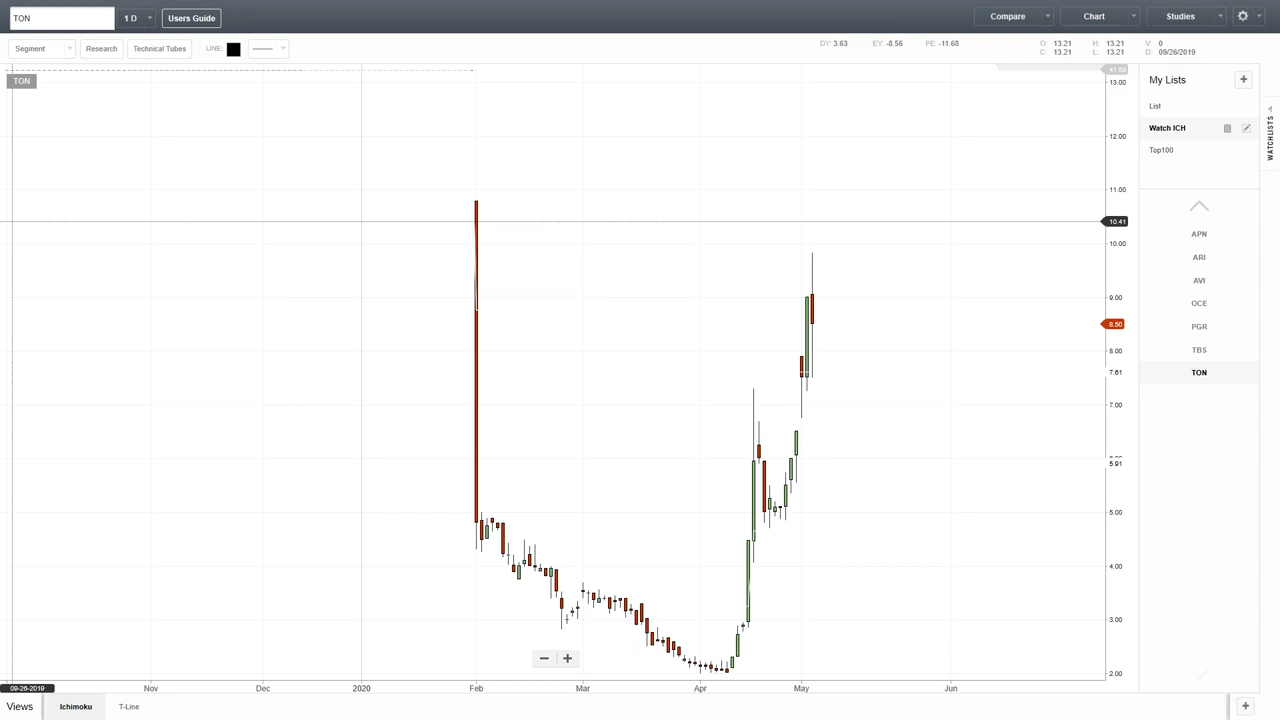 TON 1 D Users Guide Compare Chart Studies
Segment Research Technical Tubes LINE: DY: 3.63 EY: -8.56 PE: -11.68 O: 13.21 H: 13.21 V: 0
C: 13.21 L: 13.21 D: 09/26/2019
TON
41.69
13.00
12.00
11.00
10.41
10.00
9.00
8.50
8.00
7.61
7.00
5.91
5.00
4.00
3.00
2.00
My Lists
List
Watch ICH
Top100
WATCHLISTS
APN
ARI
AVI
OCE
PGR
TBS
TON
09-26-2019 Nov Dec 2020 Feb Mar Apr May Jun
Views Ichimoku T-Line